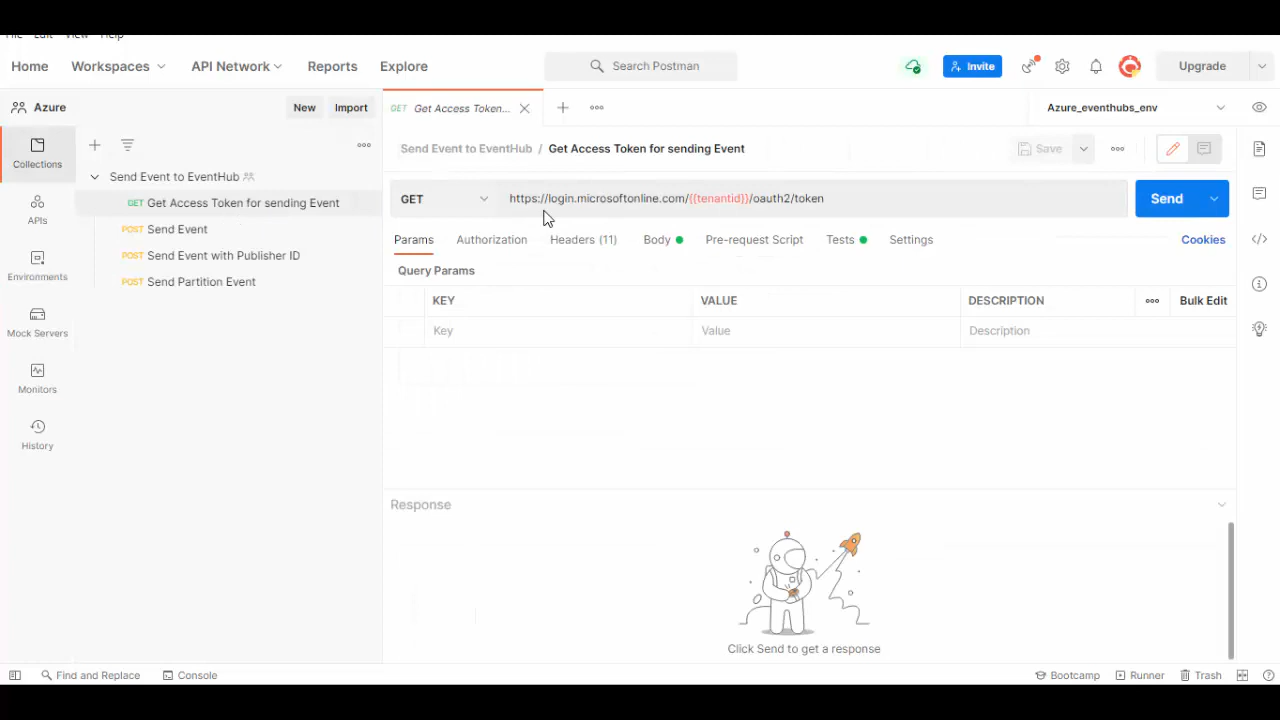 File Edit View Help
Home Workspaces API Network Reports Explore Search Postman Invite Upgrade
Azure New Import GET Get Access Token... Azure_eventhubs_env
Collections
APIs
Environments
Mock Servers
Monitors
History
Send Event to EventHub
GET Get Access Token for sending Event
POST Send Event
POST Send Event with Publisher ID
POST Send Partition Event
Send Event to EventHub / Get Access Token for sending Event Save
GET https://login.microsoftonline.com/{{tenantid}}/oauth2/token Send
Params Authorization Headers (11) Body Pre-request Script Tests Settings Cookies
Query Params
KEY VALUE DESCRIPTION Bulk Edit
Key Value Description
Response
Click Send to get a response
Find and Replace Console Bootcamp Runner Trash